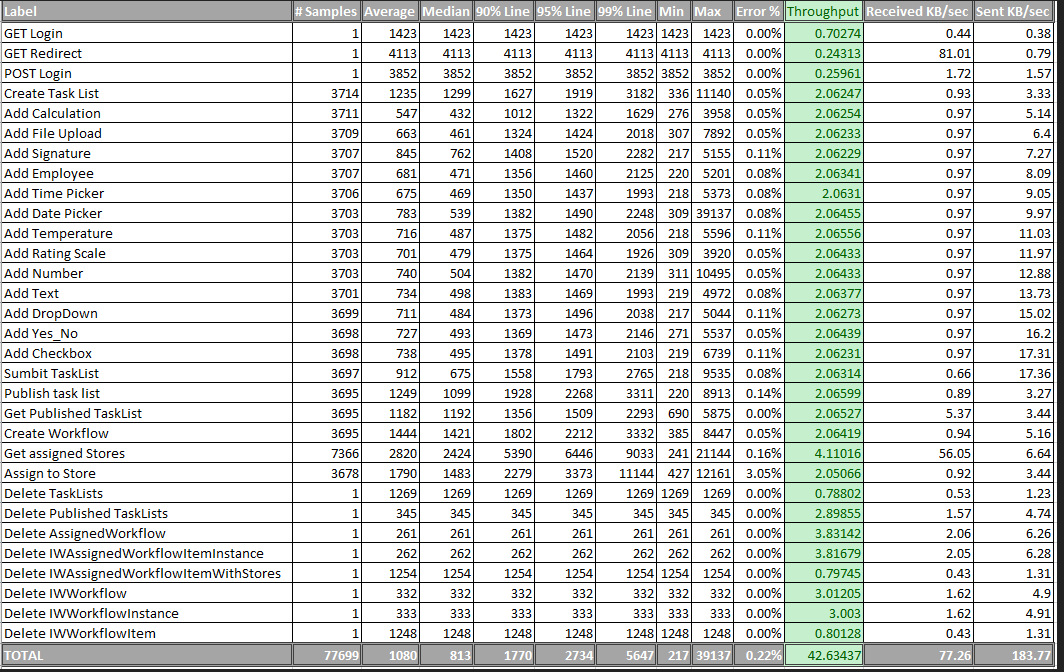 Label # Samples Average Median 90% Line 95% Line 99% Line Min Max Error % Throughput Received KB/sec Sent KB/sec
GET Login 1 1423 1423 1423 1423 1423 1423 1423 0.00% 0.70274 0.44 0.38
GET Redirect 1 4113 4113 4113 4113 4113 4113 4113 0.00% 0.24313 81.01 0.79
POST Login 1 3852 3852 3852 3852 3852 3852 3852 0.00% 0.25961 1.72 1.57
Create Task List 3714 1235 1299 1627 1919 3182 336 11140 0.05% 2.06247 0.93 3.33
Add Calculation 3711 547 432 1012 1322 1629 276 3958 0.05% 2.06254 0.97 5.14
Add File Upload 3709 663 461 1324 1424 2018 307 7892 0.05% 2.06233 0.97 6.4
Add Signature 3707 845 762 1408 1520 2282 217 5155 0.11% 2.06229 0.97 7.27
Add Employee 3707 681 471 1356 1460 2125 220 5201 0.08% 2.06341 0.97 8.09
Add Time Picker 3706 675 469 1350 1437 1993 218 5373 0.08% 2.0631 0.97 9.05
Add Date Picker 3703 783 539 1382 1490 2248 309 39137 0.08% 2.06455 0.97 9.97
Add Temperature 3703 716 487 1375 1482 2056 218 5596 0.11% 2.06556 0.97 11.03
Add Rating Scale 3703 701 479 1375 1464 1926 309 3920 0.05% 2.06433 0.97 11.97
Add Number 3703 740 504 1382 1470 2139 311 10495 0.05% 2.06433 0.97 12.88
Add Text 3701 734 498 1383 1469 1993 219 4972 0.08% 2.06377 0.97 13.73
Add DropDown 3699 711 484 1373 1496 2038 217 5044 0.11% 2.06273 0.97 15.02
Add Yes_No 3698 727 493 1369 1473 2146 271 5537 0.05% 2.06439 0.97 16.2
Add Checkbox 3698 738 495 1378 1491 2103 219 6739 0.11% 2.06231 0.97 17.31
Sumbit TaskList 3697 912 675 1558 1793 2765 218 9535 0.08% 2.06314 0.66 17.36
Publish task list 3695 1249 1099 1928 2268 3311 220 8913 0.14% 2.06599 0.89 3.27
Get Published TaskList 3695 1182 1192 1356 1509 2293 690 5875 0.00% 2.06527 5.37 3.44
Create Workflow 3695 1444 1421 1802 2212 3332 385 8447 0.05% 2.06419 0.94 5.16
Get assigned Stores 7366 2820 2424 5390 6446 9033 241 21144 0.16% 4.11016 56.05 6.64
Assign to Store 3678 1790 1483 2279 3373 11144 427 12161 3.05% 2.05066 0.92 3.44
Delete TaskLists 1 1269 1269 1269 1269 1269 1269 1269 0.00% 0.78802 0.53 1.23
Delete Published TaskLists 1 345 345 345 345 345 345 345 0.00% 2.89855 1.57 4.74
Delete AssignedWorkflow 1 261 261 261 261 261 261 261 0.00% 3.83142 2.06 6.26
Delete IWAssignedWorkflowItemInstance 1 262 262 262 262 262 262 262 0.00% 3.81679 2.05 6.28
Delete IWAssignedWorkflowItemWithStores 1 1254 1254 1254 1254 1254 1254 1254 0.00% 0.79745 0.43 1.31
Delete IWWorkflow 1 332 332 332 332 332 332 332 0.00% 3.01205 1.62 4.9
Delete IWWorkflowInstance 1 333 333 333 333 333 333 333 0.00% 3.003 1.62 4.91
Delete IWWorkflowItem 1 1248 1248 1248 1248 1248 1248 1248 0.00% 0.80128 0.43 1.31
TOTAL 77699 1080 813 1770 2734 5647 217 39137 0.22% 42.63437 77.26 183.77